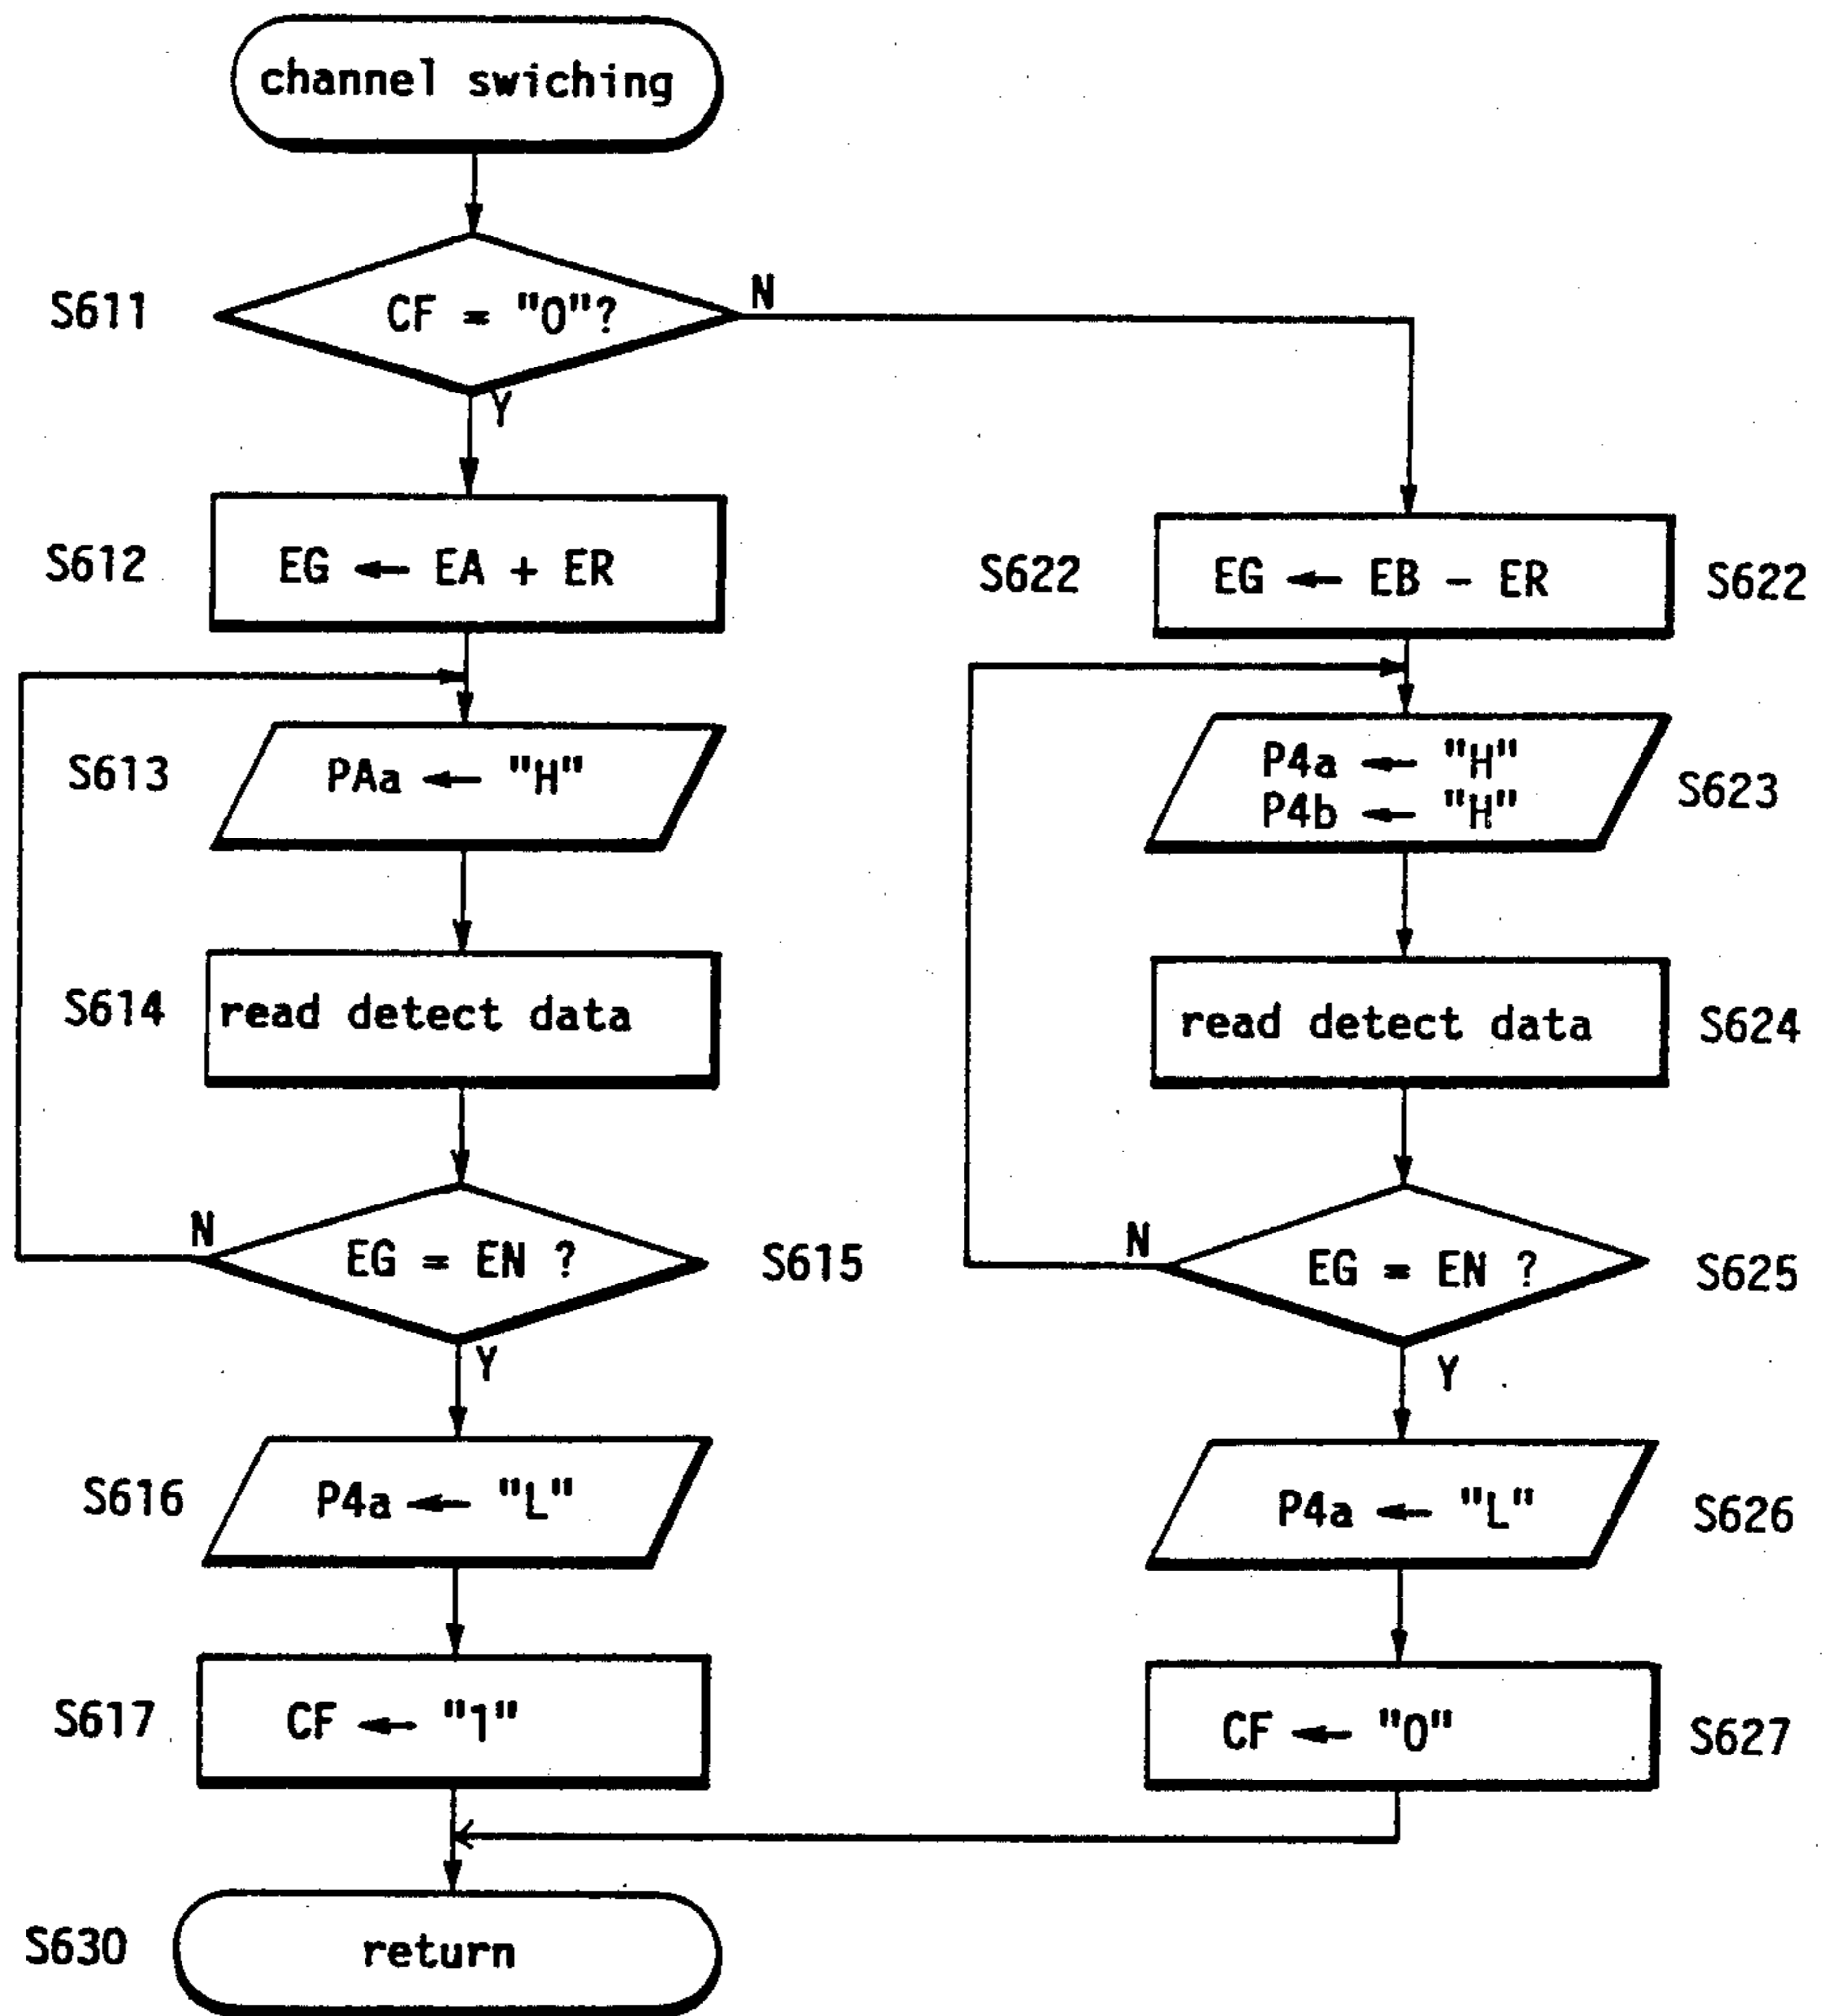 channel swiching
S611
CF = "0"?
N
Y
S612
EG ← EA + ER
S613
PAa ← "H"
S614
read detect data
N
EG = EN ?
S615
Y
S616
P4a ← "L"
S617
CF ← "1"
S622
EG ← EB - ER
S622
P4a ← "H"
P4b ← "H"
S623
read detect data
S624
N
EG = EN ?
S625
Y
P4a ← "L"
S626
CF ← "0"
S627
S630
return